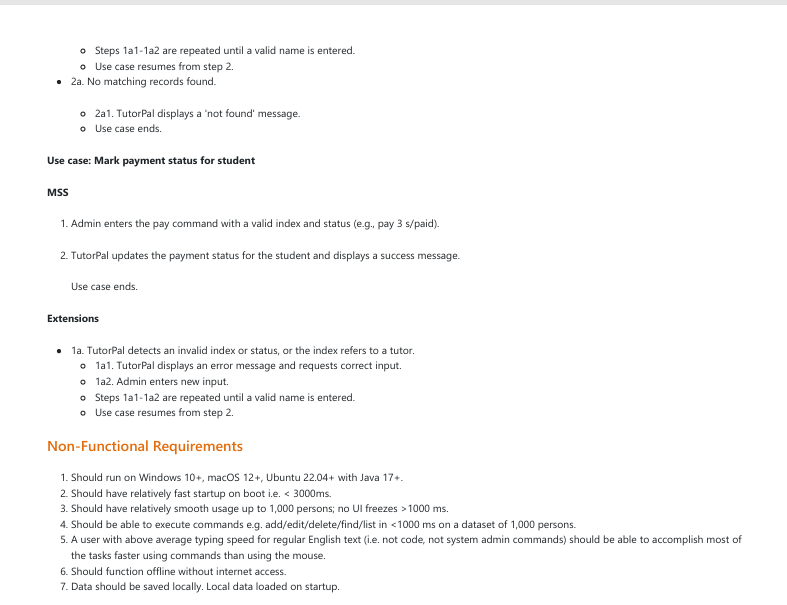 Steps 1a1-1a2 are repeated until a valid name is entered.
Use case resumes from step 2.
2a. No matching records found.
2a1. TutorPal displays a 'not found' message.
Use case ends.
Use case: Mark payment status for student
MSS
1. Admin enters the pay command with a valid index and status (e.g., pay 3 s/paid).
2. TutorPal updates the payment status for the student and displays a success message.
Use case ends.
Extensions
1a. TutorPal detects an invalid index or status, or the index refers to a tutor.
1a1. TutorPal displays an error message and requests correct input.
1a2. Admin enters new input.
Steps 1a1-1a2 are repeated until a valid name is entered.
Use case resumes from step 2.
Non-Functional Requirements
1. Should run on Windows 10+, macOS 12+, Ubuntu 22.04+ with Java 17+.
2. Should have relatively fast startup on boot i.e. < 3000ms.
3. Should have relatively smooth usage up to 1,000 persons; no UI freezes >1000 ms.
4. Should be able to execute commands e.g. add/edit/delete/find/list in <1000 ms on a dataset of 1,000 persons.
5. A user with above average typing speed for regular English text (i.e. not code, not system admin commands) should be able to accomplish most of
the tasks faster using commands than using the mouse.
6. Should function offline without internet access.
7. Data should be saved locally. Local data loaded on startup.